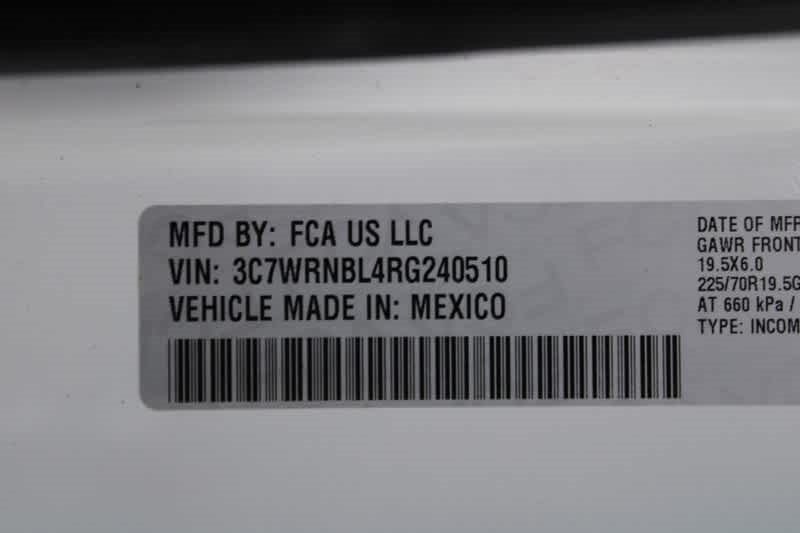 MFD BY: FCA US LLC
VIN: 3C7WRNBL4RG240510
VEHICLE MADE IN: MEXICO
DATE OF MFR
GAWR FRONT
19.5X6.0
225/70R19.5G
AT 660 kPa /
TYPE: INCOM